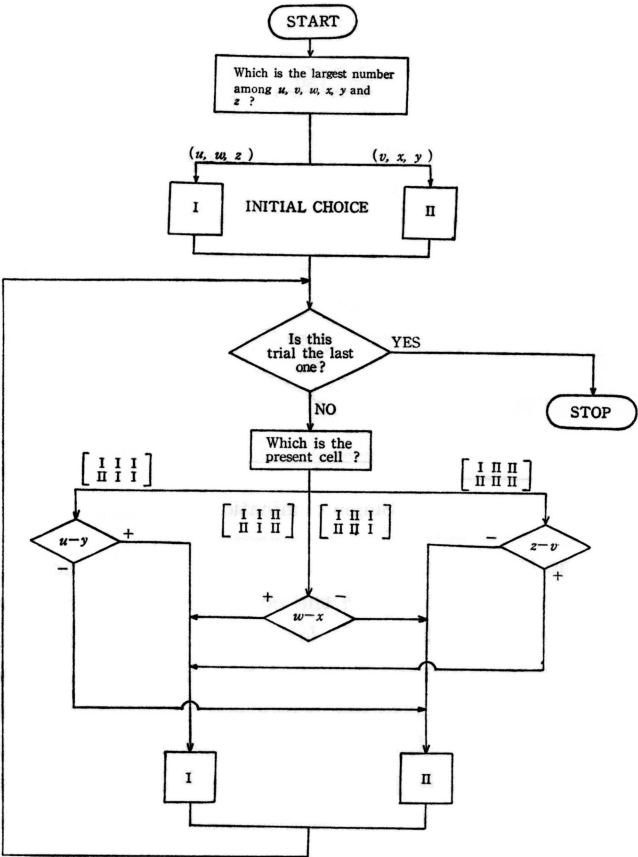 START
Which is the largest number
among u, v, w, x, y and
z ?
(u, w, z)
(v, x, y)
I
INITIAL CHOICE
II
Is this
trial the last
one?
YES
NO
STOP
Which is the
present cell ?
[I I I
II I I]
[I I II
II I II]
[I II I
II II I]
[I II II
II II II]
u−y
+
−
+
w−x
−
−
z−v
+
I
II